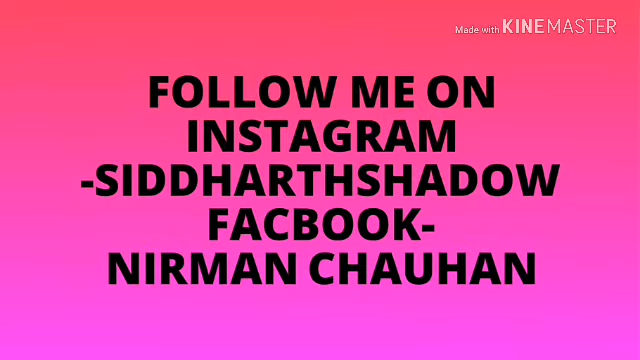 Made with KINEMASTER
FOLLOW ME ON
INSTAGRAM
-SIDDHARTHSHADOW
FACBOOK-
NIRMAN CHAUHAN